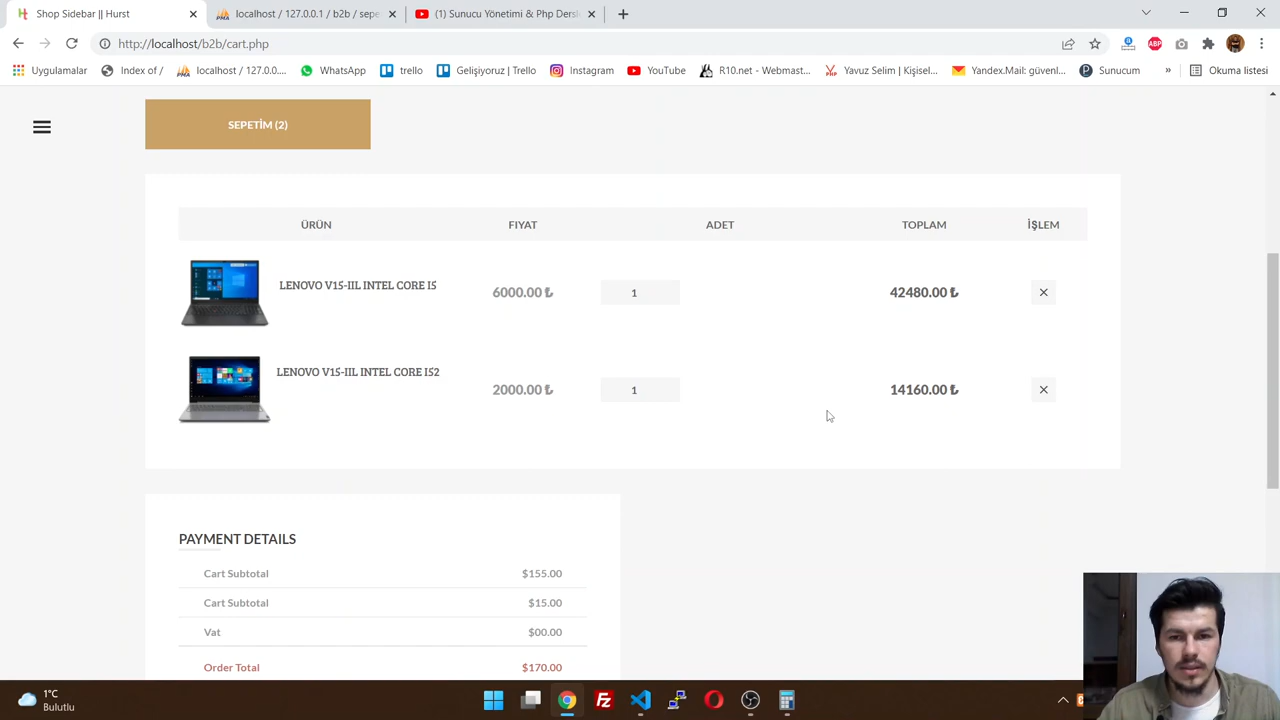 Shop Sidebar || Hurst
localhost / 127.0.0.1 / b2b / sepe
(1) Sunucu Yönetimi & Php Dersl
http://localhost/b2b/cart.php
Uygulamalar
Index of /
localhost / 127.0.0....
WhatsApp
trello
Gelişiyoruz | Trello
Instagram
YouTube
R10.net - Webmast...
Yavuz Selim | Kişisel...
Yandex.Mail: güvenl...
Sunucum
»
Okuma listesi
SEPETİM (2)
ÜRÜN FIYAT ADET TOPLAM İŞLEM
LENOVO V15-IIL INTEL CORE I5 6000.00 ₺ 1 42480.00 ₺
LENOVO V15-IIL INTEL CORE I52 2000.00 ₺ 1 14160.00 ₺
PAYMENT DETAILS
Cart Subtotal $155.00
Cart Subtotal $15.00
Vat $00.00
Order Total $170.00
1°C
Bulutlu